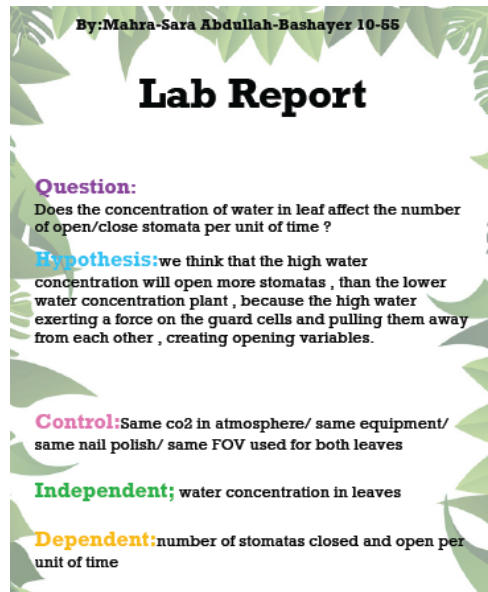 By:Mahra-Sara Abdullah-Bashayer 10-55
Lab Report
Question:
Does the concentration of water in leaf affect the number
of open/close stomata per unit of time ?
Hypothesis:we think that the high water
concentration will open more stomatas , than the lower
water concentration plant , because the high water
exerting a force on the guard cells and pulling them away
from each other , creating opening variables.
Control:Same co2 in atmosphere/ same equipment/
same nail polish/ same FOV used for both leaves
Independent; water concentration in leaves
Dependent:number of stomatas closed and open per
unit of time